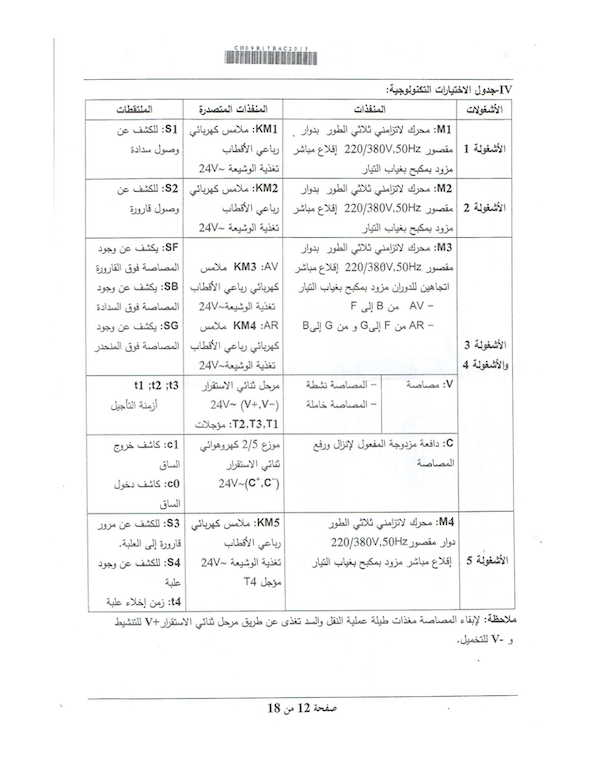 CH09R17BAC2015
IV-جدول الاختيارات التكنولوجية:
الأشغولات المنفذات المنفذات المتصدرة الملتقطات
الأشغولة 1
M1: محرك لاتزامني ثلاثي الطور بدوار
مقصور 220/380V,50Hz إقلاع مباشر
مزود بمكبح بغياب التيار
KM1: ملامس كهربائي
رباعي الأقطاب
تغذية الوشيعة ~24V
S1: للكشف عن
وصول سدادة
الأشغولة 2
M2: محرك لاتزامني ثلاثي الطور بدوار
مقصور 220/380V,50Hz إقلاع مباشر
مزود بمكبح بغياب التيار
KM2: ملامس كهربائي
رباعي الأقطاب
تغذية الوشيعة ~24V
S2: للكشف عن
وصول قارورة
الأشغولة 3
والأشغولة 4
M3: محرك لاتزامني ثلاثي الطور بدوار
مقصور 220/380V,50Hz إقلاع مباشر
اتجاهين للدوران مزود بمكبح بغياب التيار
– AV من B إلى F
– AR من F إلى G و من G إلى B
AV: KM3 ملامس
كهربائي رباعي الأقطاب
تغذية الوشيعة ~24V
AR: KM4 ملامس
كهربائي رباعي الأقطاب
تغذية الوشيعة ~24V
SF: يكشف عن وجود
المصاصة فوق القارورة
SB: يكشف عن وجود
المصاصة فوق السدادة
SG: يكشف عن وجود
المصاصة فوق المنحدر
V: مصاصة
– المصاصة نشطة
– المصاصة خاملة
مرحل ثنائي الاستقرار
(V+,V–) ~24V
T2,T3,T1: مؤجلات
t1 ;t2 ;t3
أزمنة التأجيل
C: دافعة مزدوجة المفعول لإنزال ورفع
المصاصة
موزع 5/2 كهروهوائي
ثنائي الاستقرار
(C⁺,C⁻)~24V
c1: كاشف خروج
الساق
c0: كاشف دخول
الساق
الأشغولة 5
M4: محرك لاتزامني ثلاثي الطور
دوار مقصور 220/380V,50Hz
إقلاع مباشر مزود بمكبح بغياب التيار
KM5: ملامس كهربائي
رباعي الأقطاب
تغذية الوشيعة ~24V
مؤجل T4
S3: للكشف عن مرور
قارورة إلى العلبة.
S4: للكشف عن وجود
علبة
t4: زمن إخلاء علبة
ملاحظة: لإبقاء المصاصة مغذات طيلة عملية النقل والسد تغذى عن طريق مرحل ثنائي الاستقرار +V للتنشيط
و -V للتخميل.
صفحة 12 من 18